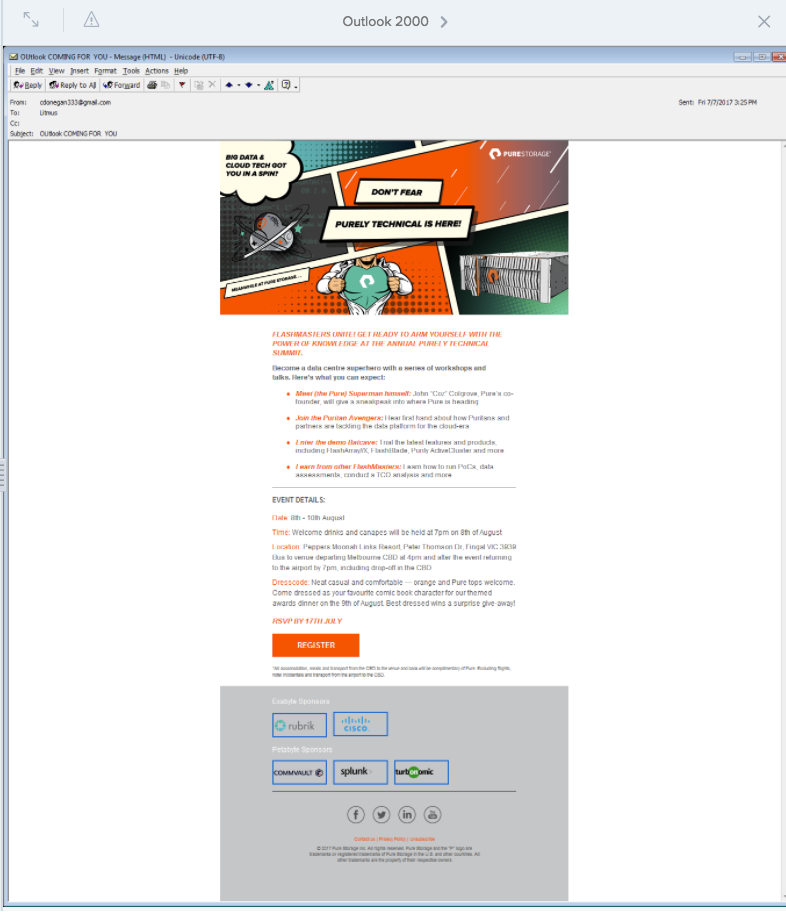 Outlook 2000
OUtlook COMING FOR YOU - Message (HTML) - Unicode (UTF-8)
File Edit View Insert Format Tools Actions Help
Reply Reply to All Forward
From: cdonegan333@gmail.com Sent: Fri 7/7/2017 3:25 PM
To: Litmus
Cc:
Subject: OUtlook COMING FOR YOU
BIG DATA &
CLOUD TECH GOT
YOU IN A SPIN?
PURESTORAGE
DON'T FEAR
PURELY TECHNICAL IS HERE!
MEANWHILE AT PURE STORAGE...
FLASHMASTERS UNITE! GET READY TO ARM YOURSELF WITH THE
POWER OF KNOWLEDGE AT THE ANNUAL PURELY TECHNICAL
SUMMIT.
Become a data centre superhero with a series of workshops and
talks. Here's what you can expect:
• Meet (the Pure) Superman himself: John "Coz" Colgrove, Pure's co-
founder, will give a sneakpeak into where Pure is heading
• Join the Puritan Avengers: Hear first hand about how Puritans and
partners are tackling the data platform for the cloud-era
• Enter the demo Batcave: Trial the latest features and products,
including FlashArray//X, FlashBlade, Purity ActiveCluster and more
• Learn from other FlashMasters: Learn how to run PoCs, data
assessments, conduct a TCO analysis and more
EVENT DETAILS:
Date: 8th - 10th August
Time: Welcome drinks and canapes will be held at 7pm on 8th of August
Location: Peppers Moonah Links Resort, Peter Thomson Dr, Fingal VIC 3939
Bus to venue departing Melbourne CBD at 4pm and after the event returning
to the airport by 7pm, including drop-off in the CBD
Dresscode: Neat casual and comfortable — orange and Pure tops welcome.
Come dressed as your favourite comic book character for our themed
awards dinner on the 9th of August. Best dressed wins a surprise give-away!
RSVP BY 17TH JULY
REGISTER
*All accomodation, meals and transport from the CBD to the venue and back will be complimentary of Pure. Excluding flights,
hotel incidentals and transport from the airport to the CBD.
Exabyte Sponsors
rubrik
cisco
Petabyte Sponsors
COMMVAULT
splunk>
turbonomic
Contact us | Privacy Policy | Unsubscribe
© 2017 Pure Storage Inc. All rights reserved. Pure Storage and the "P" logo are
trademarks or registered trademarks of Pure Storage in the U.S. and other countries. All
other trademarks are the property of their respective owners